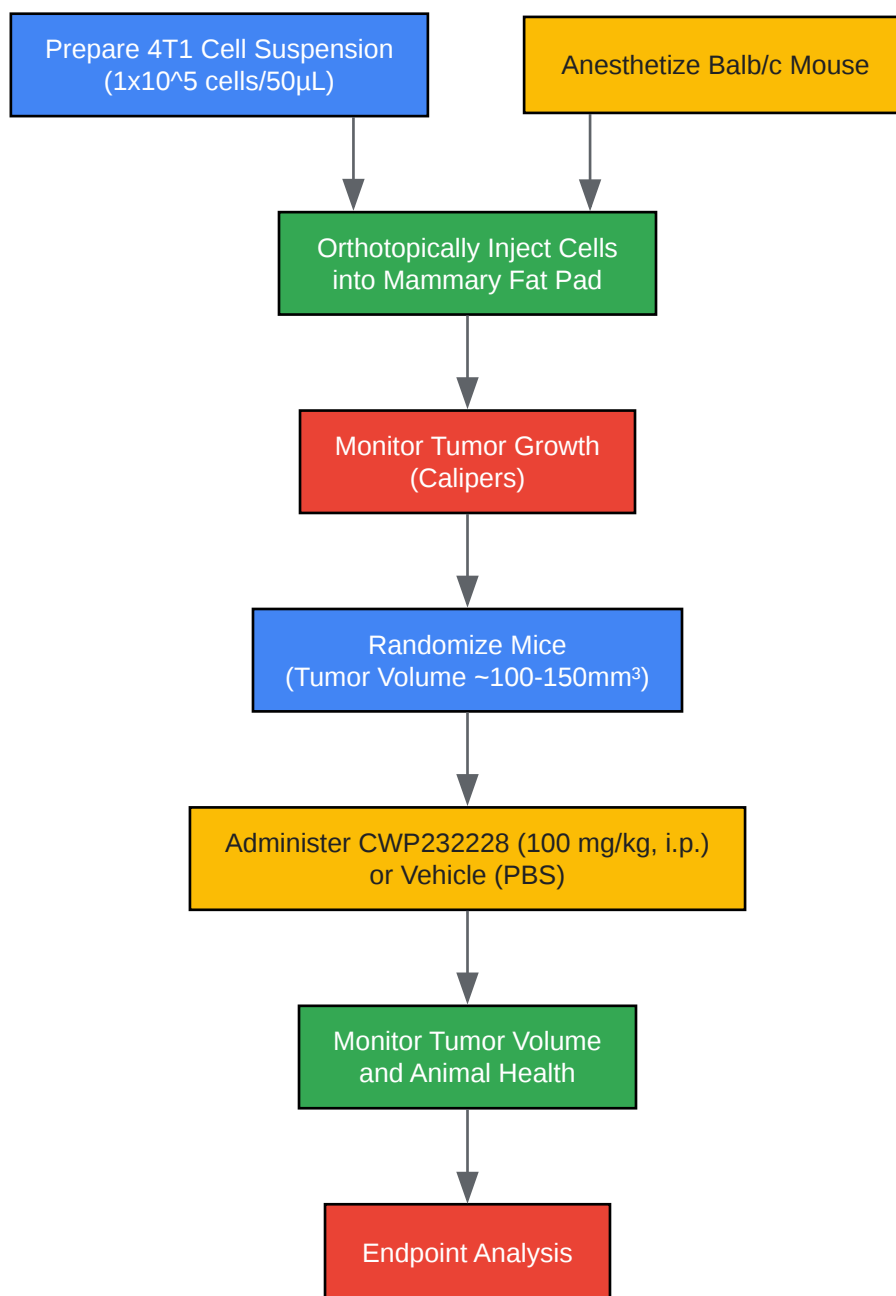 Prepare 4T1 Cell Suspension
(1x10^5 cells/50µL)
Anesthetize Balb/c Mouse
Orthotopically Inject Cells
into Mammary Fat Pad
Monitor Tumor Growth
(Calipers)
Randomize Mice
(Tumor Volume ~100-150mm³)
Administer CWP232228 (100 mg/kg, i.p.)
or Vehicle (PBS)
Monitor Tumor Volume
and Animal Health
Endpoint Analysis